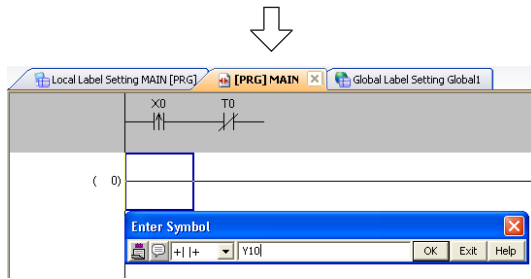 Local Label Setting MAIN [PRG] [PRG] MAIN Global Label Setting Global1
X0 T0
( 0)
Enter Symbol
Y10 OK Exit Help